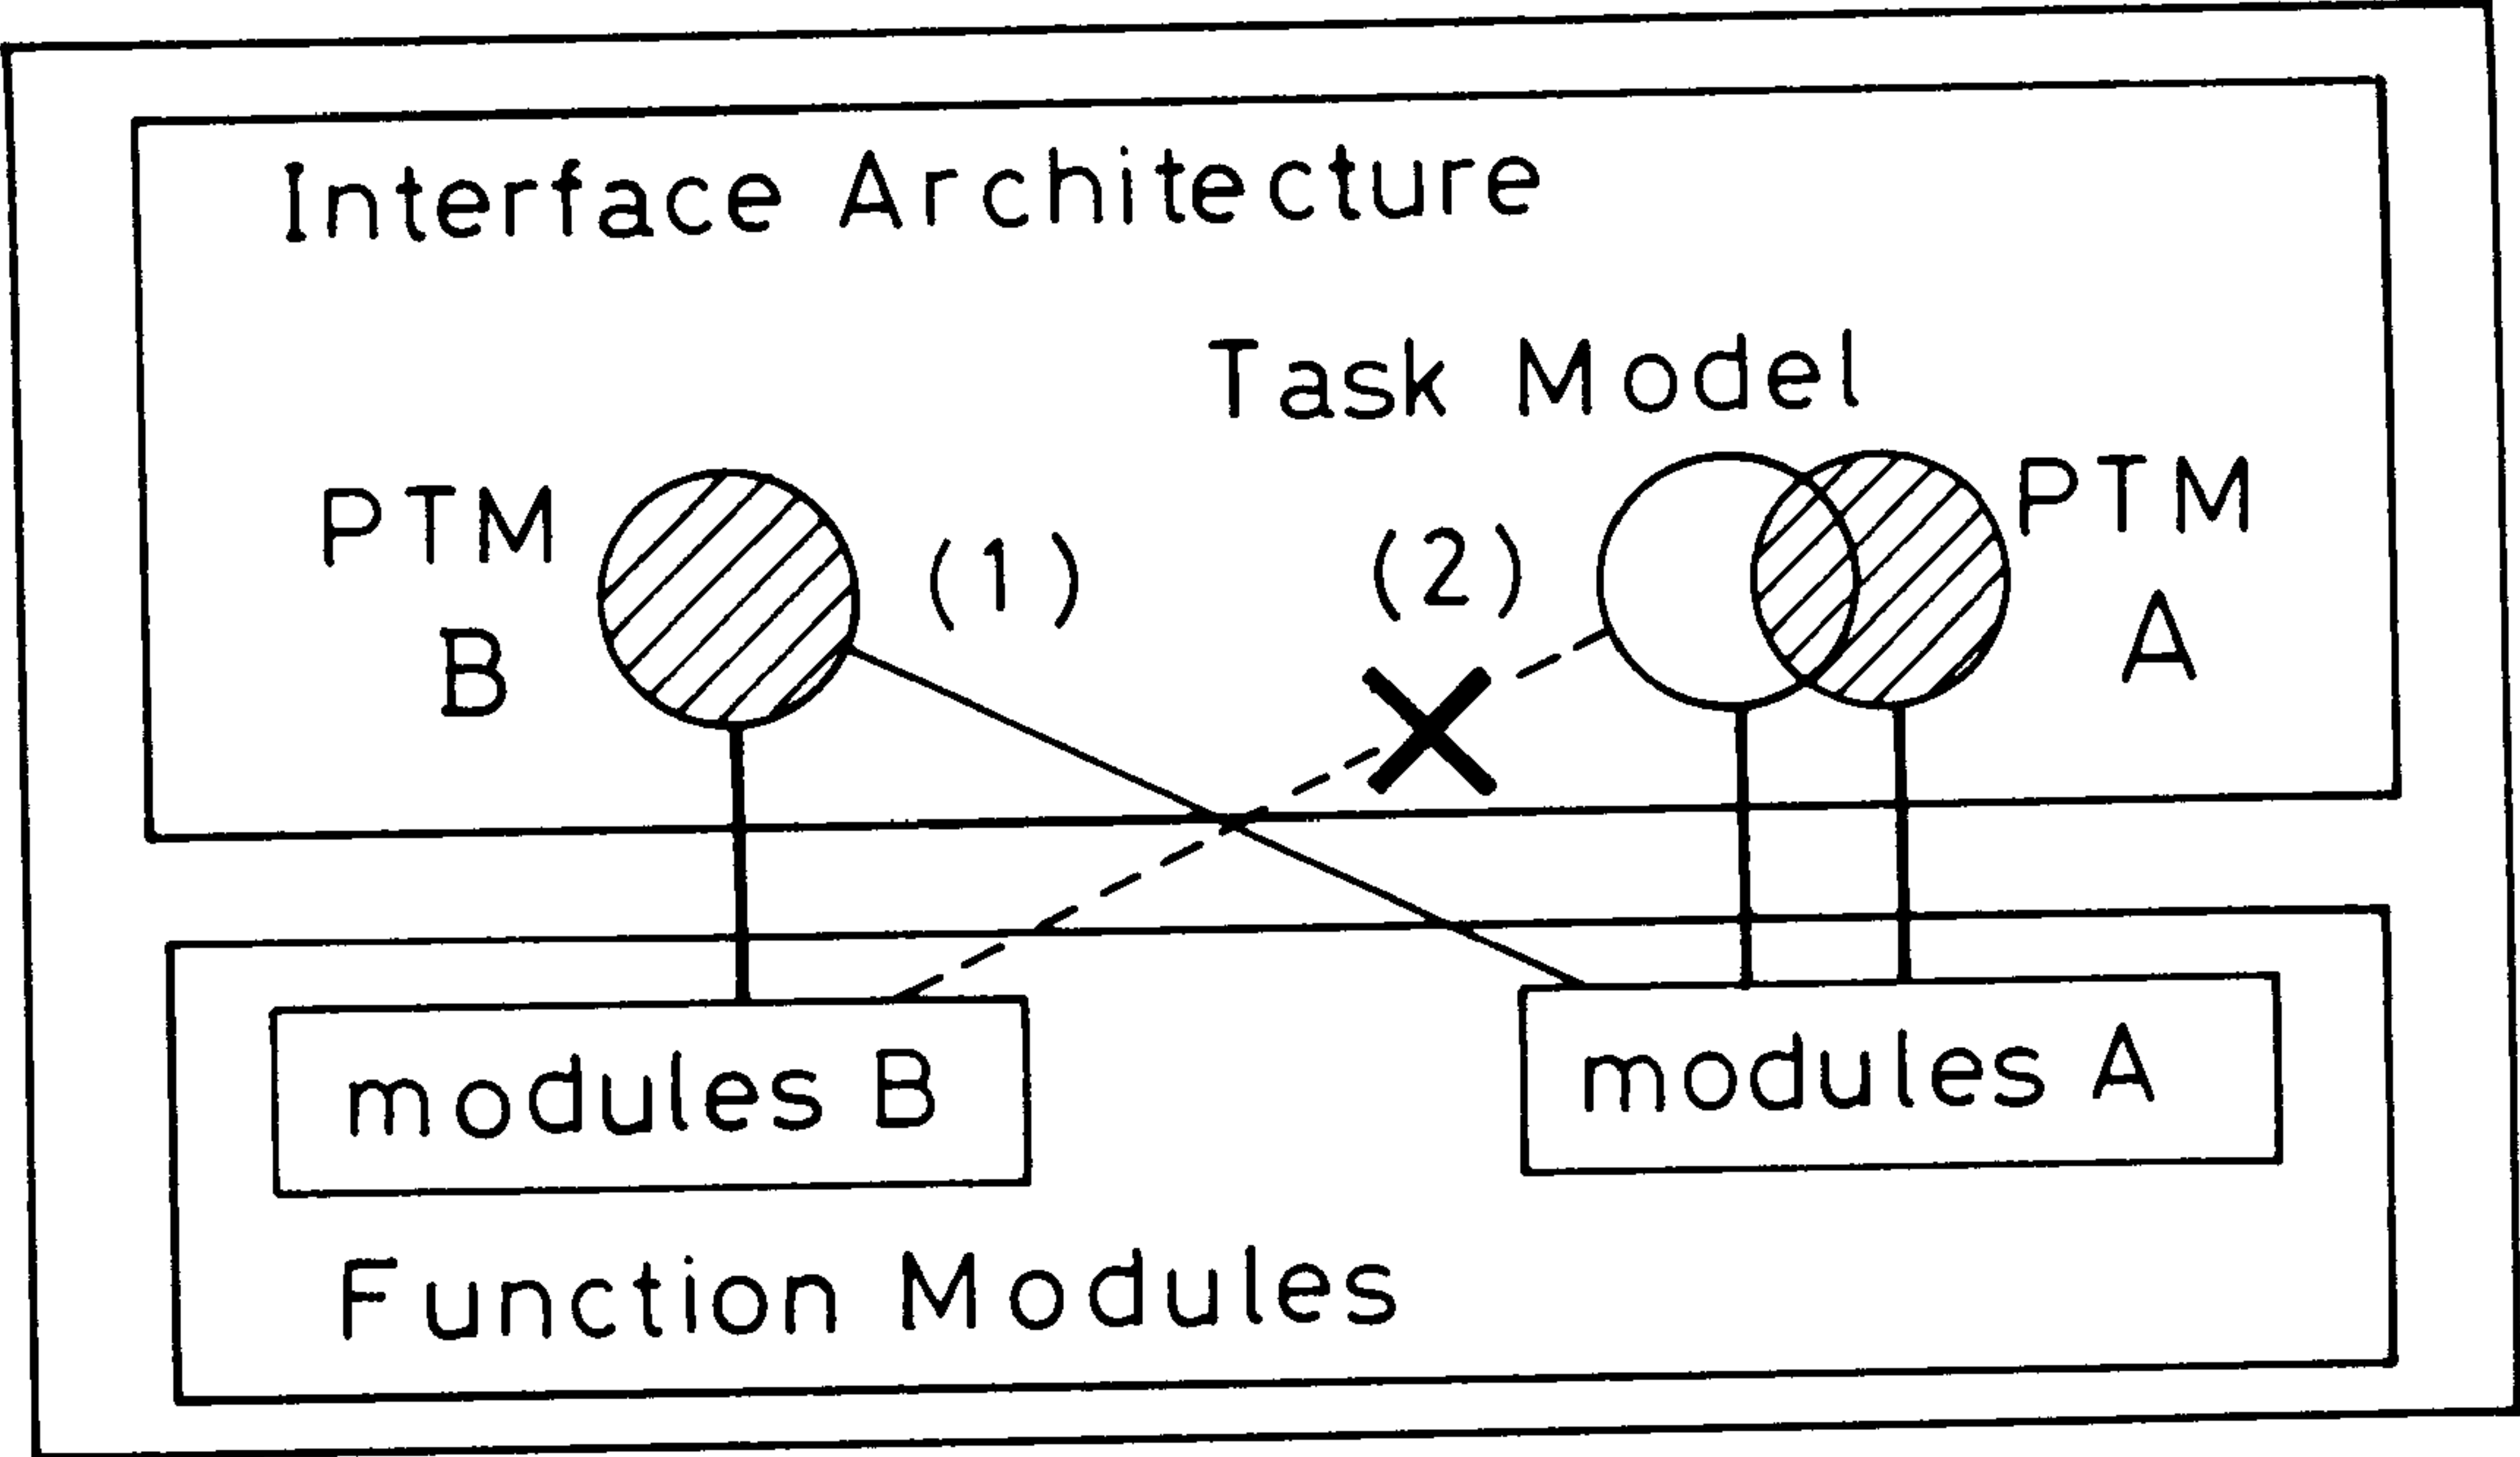 Interface Architecture
Task Model
PTM
B
(1)
(2)
PTM
A
modules B
modules A
Function Modules